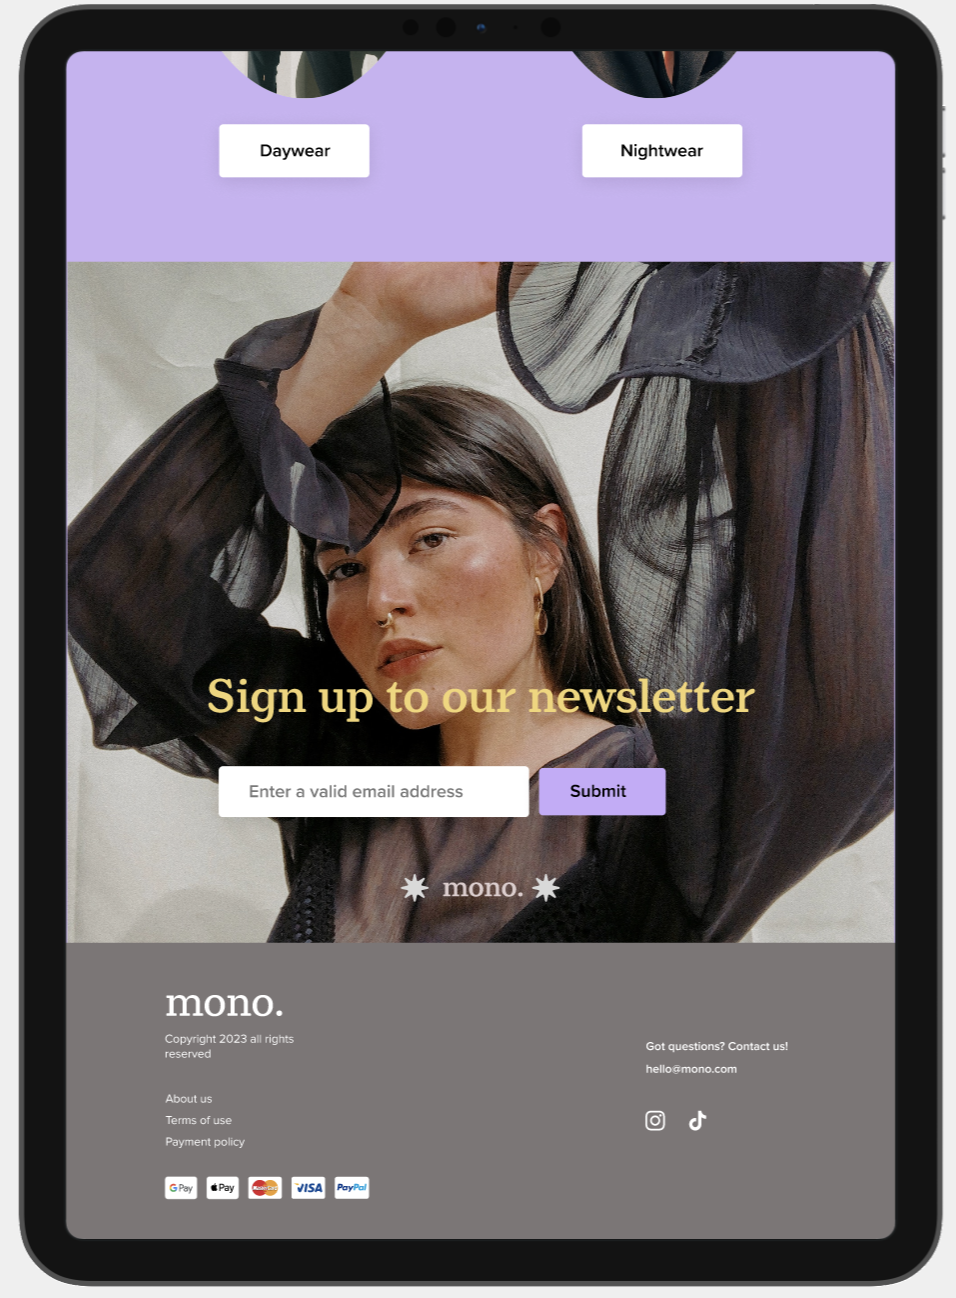 Daywear
Nightwear
Sign up to our newsletter
Enter a valid email address
Submit
mono.
mono.
Copyright 2023 all rights
reserved
Got questions? Contact us!
hello@mono.com
About us
Terms of use
Payment policy
G Pay
Pay
MasterCard
VISA
PayPal